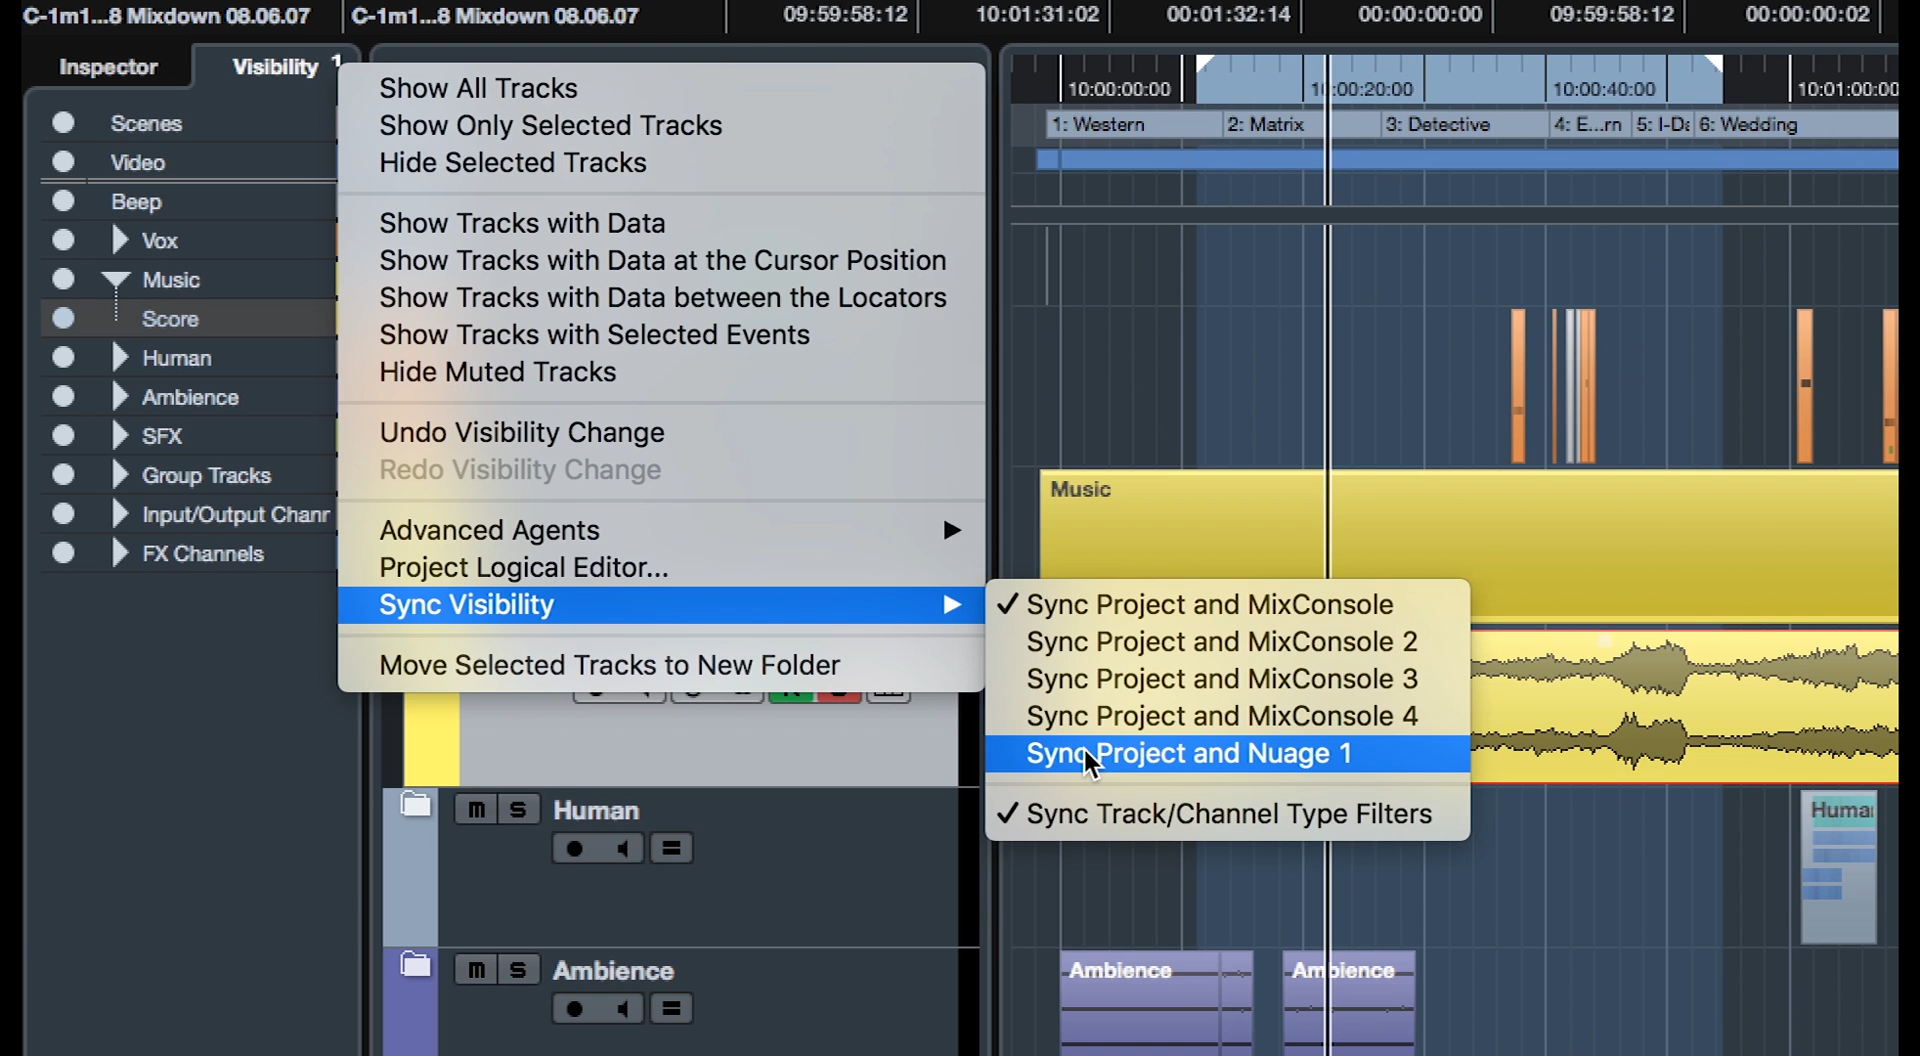 C-1m1...8 Mixdown 08.06.07
C-1m1...8 Mixdown 08.06.07
09:59:58:12
10:01:31:02
00:01:32:14
00:00:00:00
09:59:58:12
00:00:00:02
Inspector
Visibility 1
Scenes
Video
Beep
Vox
Music
Score
Human
Ambience
SFX
Group Tracks
Input/Output Chanr
FX Channels
Show All Tracks
Show Only Selected Tracks
Hide Selected Tracks
Show Tracks with Data
Show Tracks with Data at the Cursor Position
Show Tracks with Data between the Locators
Show Tracks with Selected Events
Hide Muted Tracks
Undo Visibility Change
Redo Visibility Change
Advanced Agents
Project Logical Editor...
Sync Visibility
Move Selected Tracks to New Folder
Sync Project and MixConsole
Sync Project and MixConsole 2
Sync Project and MixConsole 3
Sync Project and MixConsole 4
Sync Project and Nuage 1
Sync Track/Channel Type Filters
10:00:00:00
:00:20:00
10:00:40:00
10:01:00:00
1: Western
2: Matrix
3: Detective
4: E...rn
5: I-Da
6: Wedding
Music
m S Human
Human
m S Ambience
Ambience
Ambience